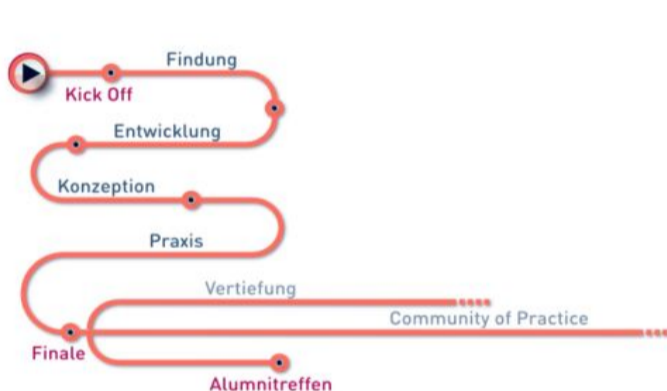 Findung
Kick Off
Entwicklung
Konzeption
Praxis
Vertiefung
Community of Practice
Finale
Alumnitreffen